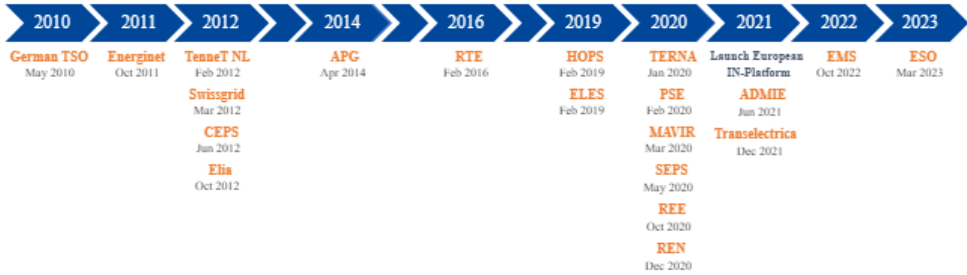 2010
2011
2012
2014
2016
2019
2020
2021
2022
2023
German TSO
May 2010
Energinet
Oct 2011
TenneT NL
Feb 2012
Swissgrid
Mar 2012
CEPS
Jun 2012
Elia
Oct 2012
APG
Apr 2014
RTE
Feb 2016
HOPS
Feb 2019
ELES
Feb 2019
TERNA
Jan 2020
PSE
Feb 2020
MAVIR
Mar 2020
SEPS
May 2020
REE
Oct 2020
REN
Dec 2020
Launch European
IN-Platform
ADMIE
Jun 2021
Transelectrica
Dec 2021
EMS
Oct 2022
ESO
Mar 2023